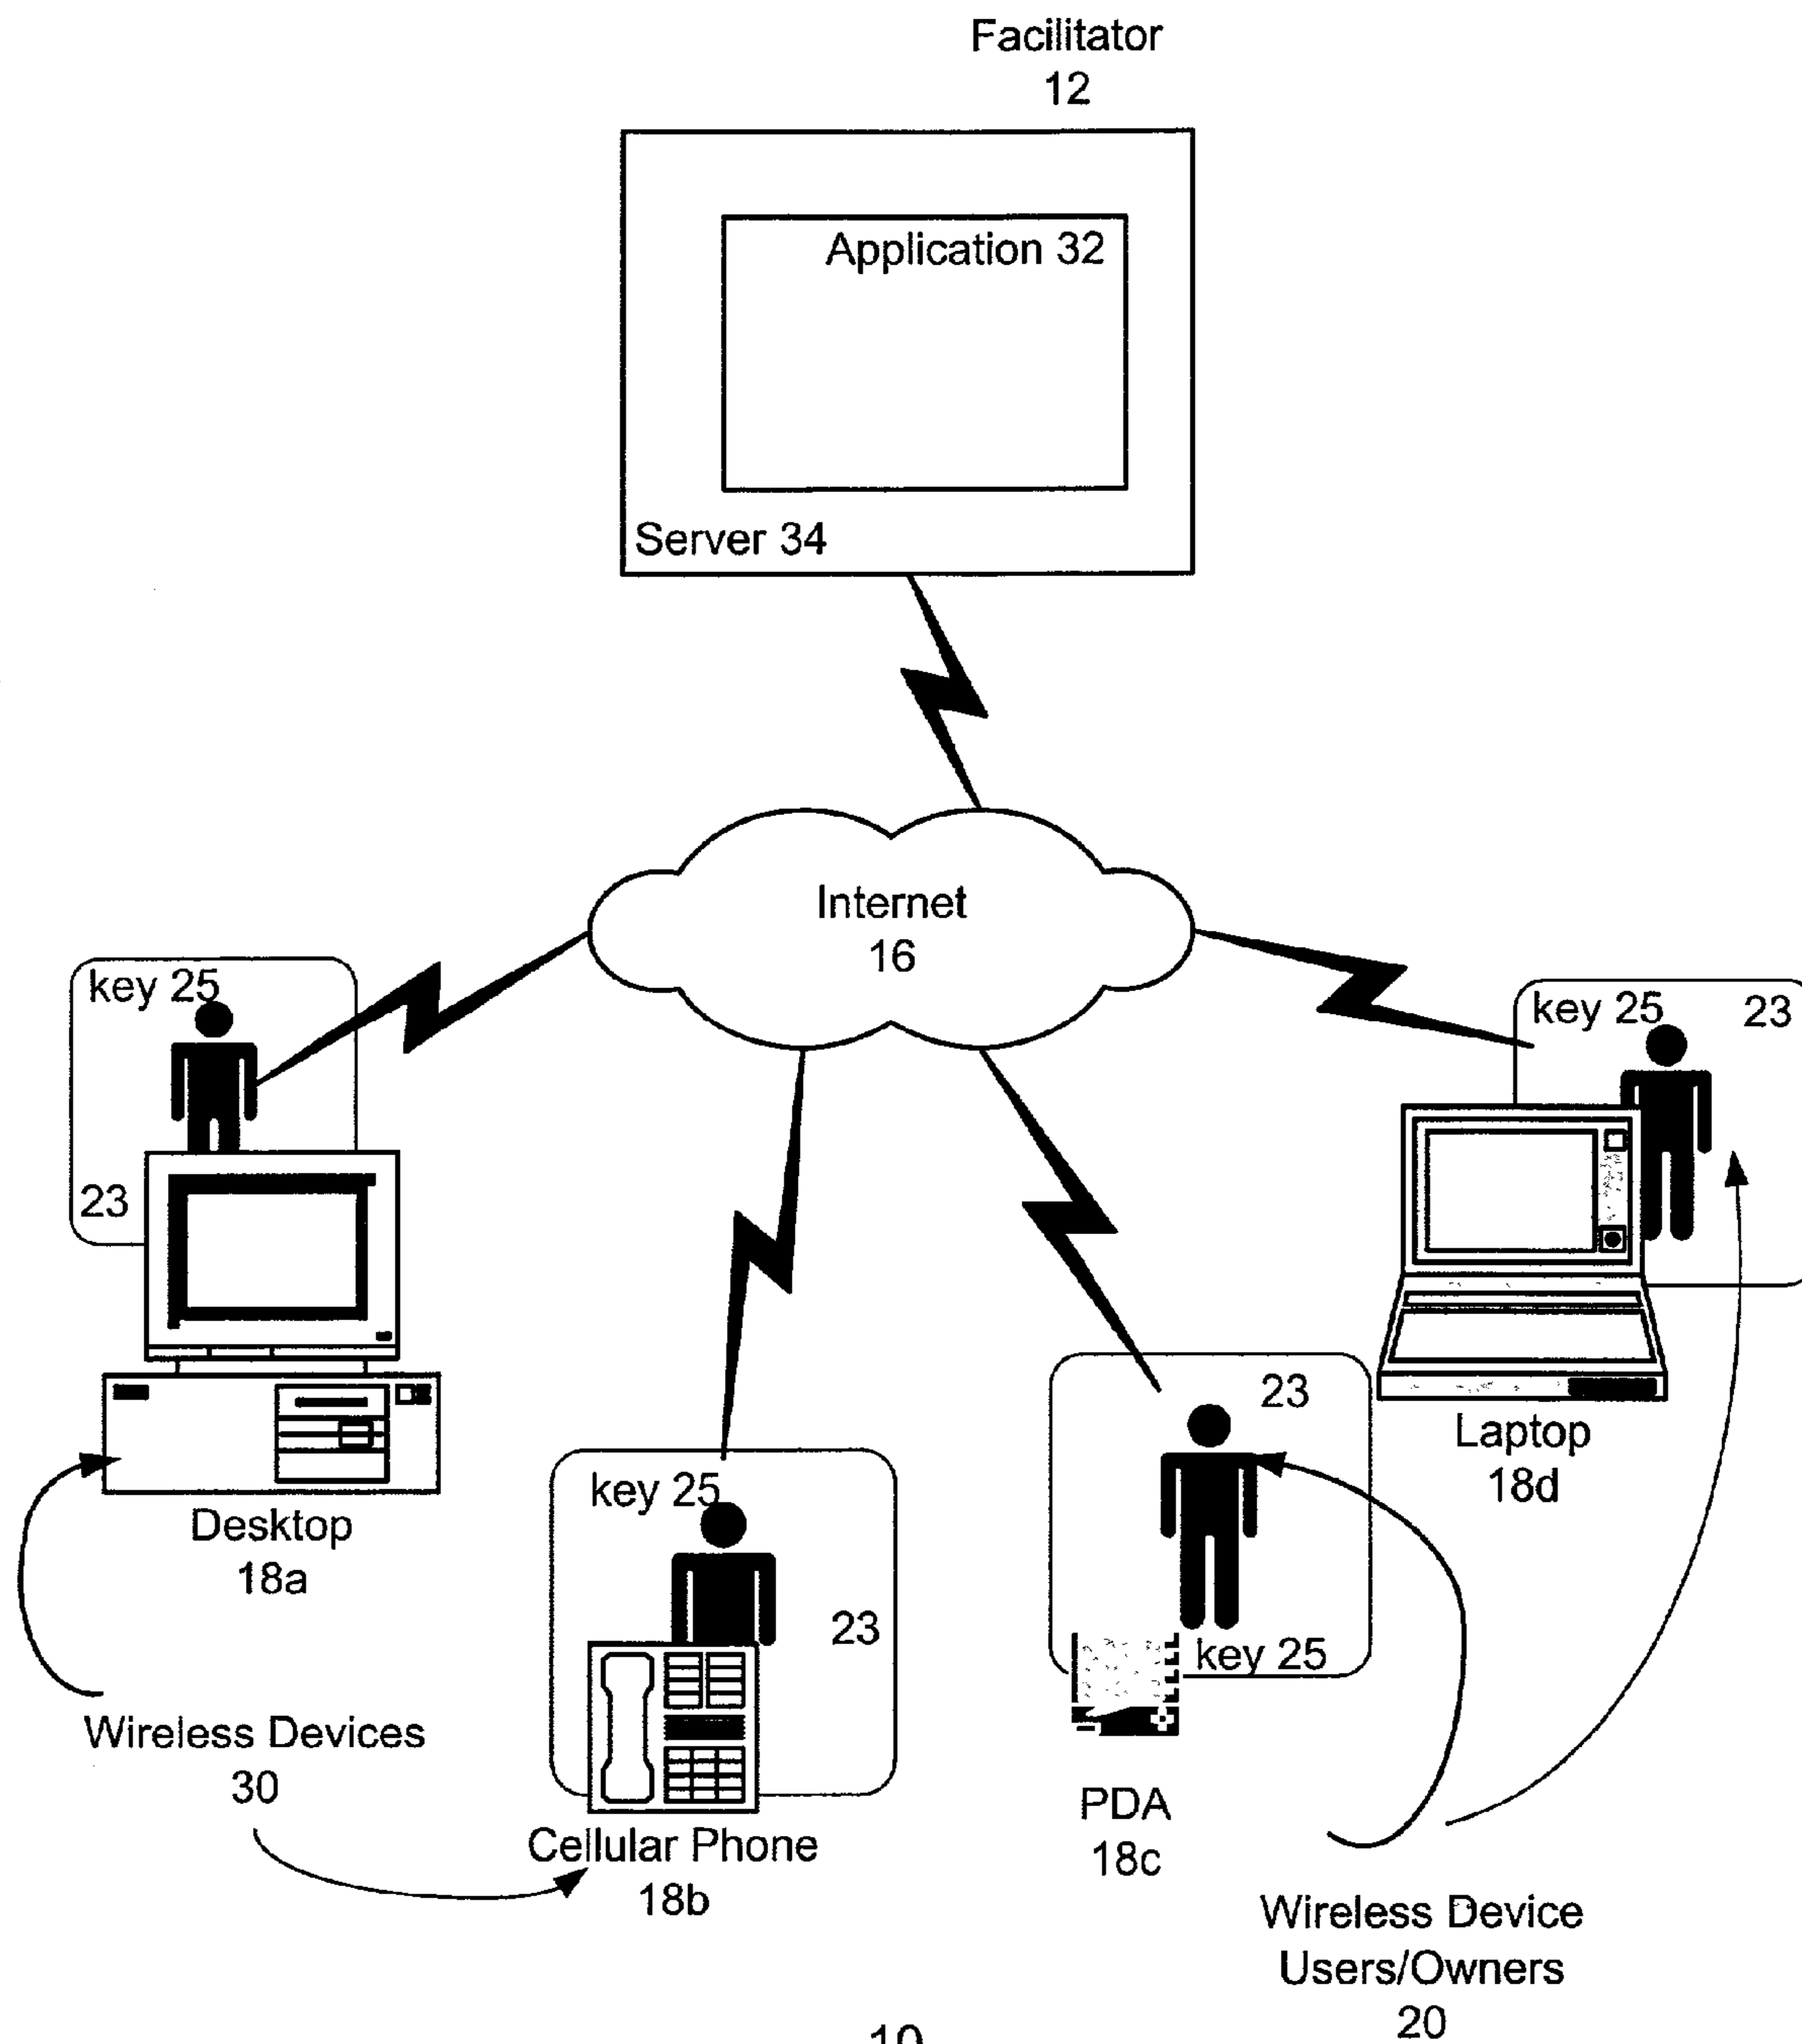 Facilitator
12
Application 32
Server 34
Internet
16
key 25
23
key 25
23
Desktop
18a
key 25
23
Cellular Phone
18b
23
key 25
PDA
18c
Laptop
18d
Wireless Devices
30
Wireless Device
Users/Owners
20
10